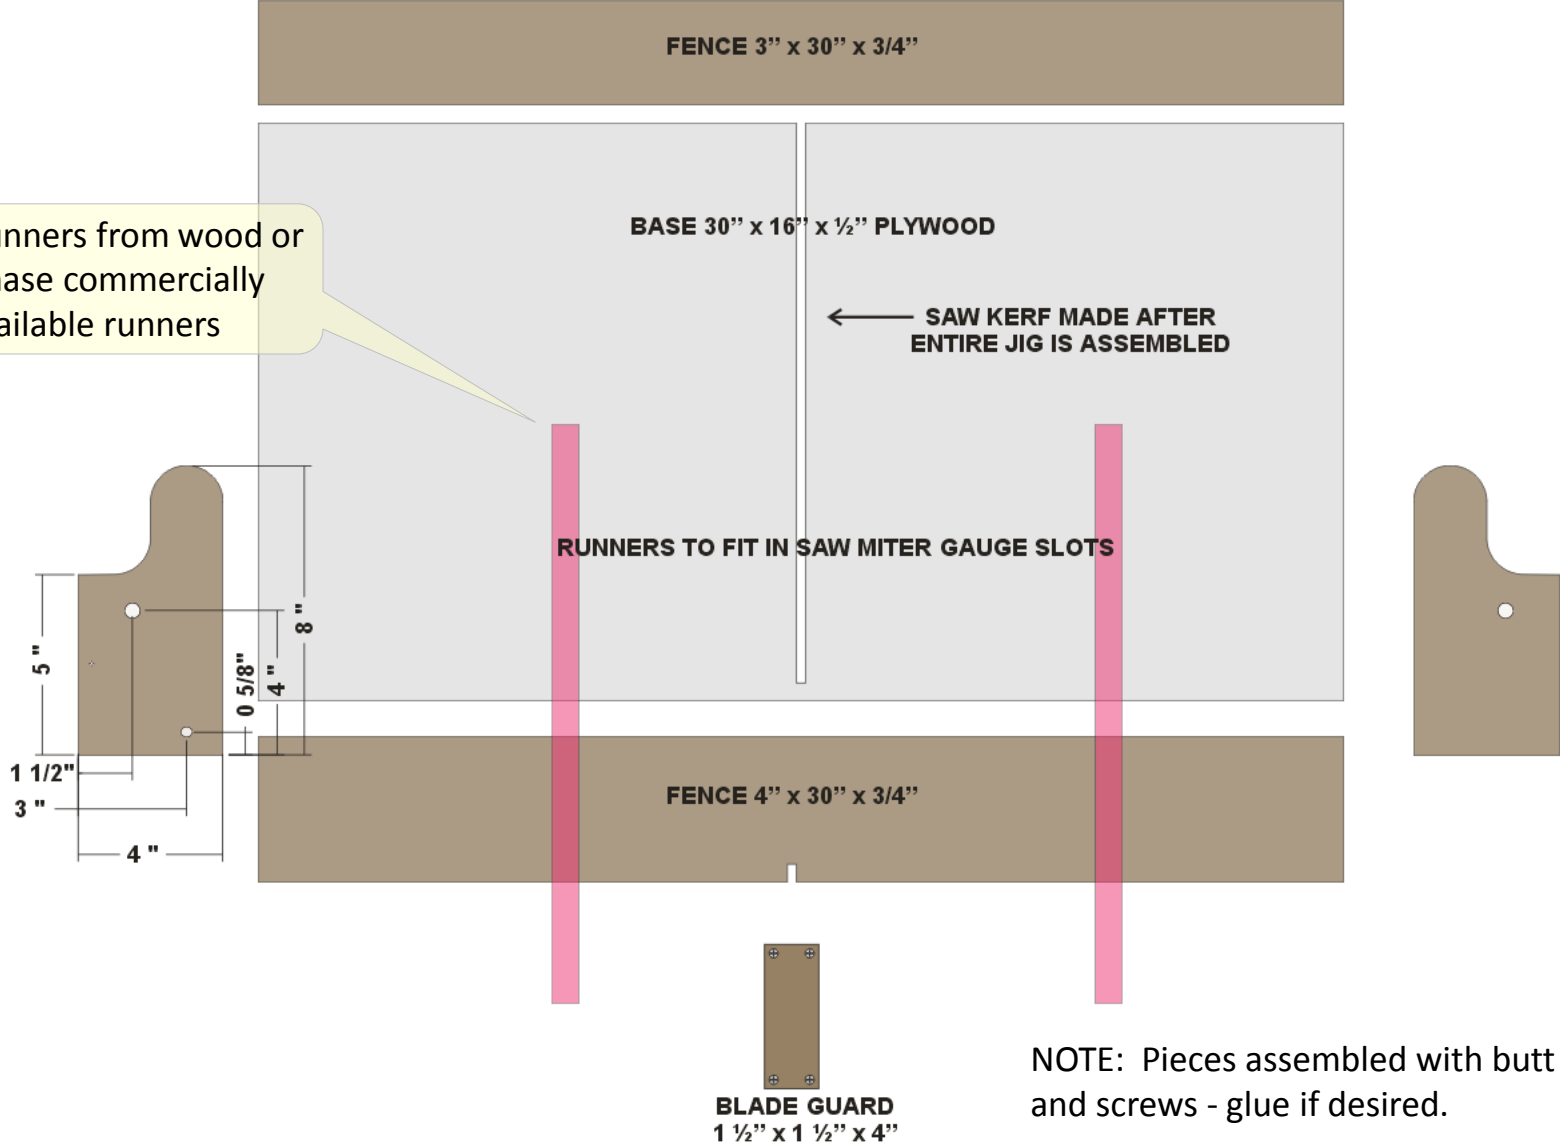 FENCE 3’’ x 30’’ x 3/4’’
BASE 30’’ x 16’’ x ½’’ PLYWOOD
unners from wood or
ase commercially
ailable runners
SAW KERF MADE AFTER
ENTIRE JIG IS ASSEMBLED
RUNNERS TO FIT IN SAW MITER GAUGE SLOTS
5 "
8 "
4 "
0 5/8"
1 1/2"
3 "
4 "
FENCE 4’’ x 30’’ x 3/4’’
BLADE GUARD
1 ½’’ x 1 ½’’ x 4’’
NOTE: Pieces assembled with butt
and screws - glue if desired.